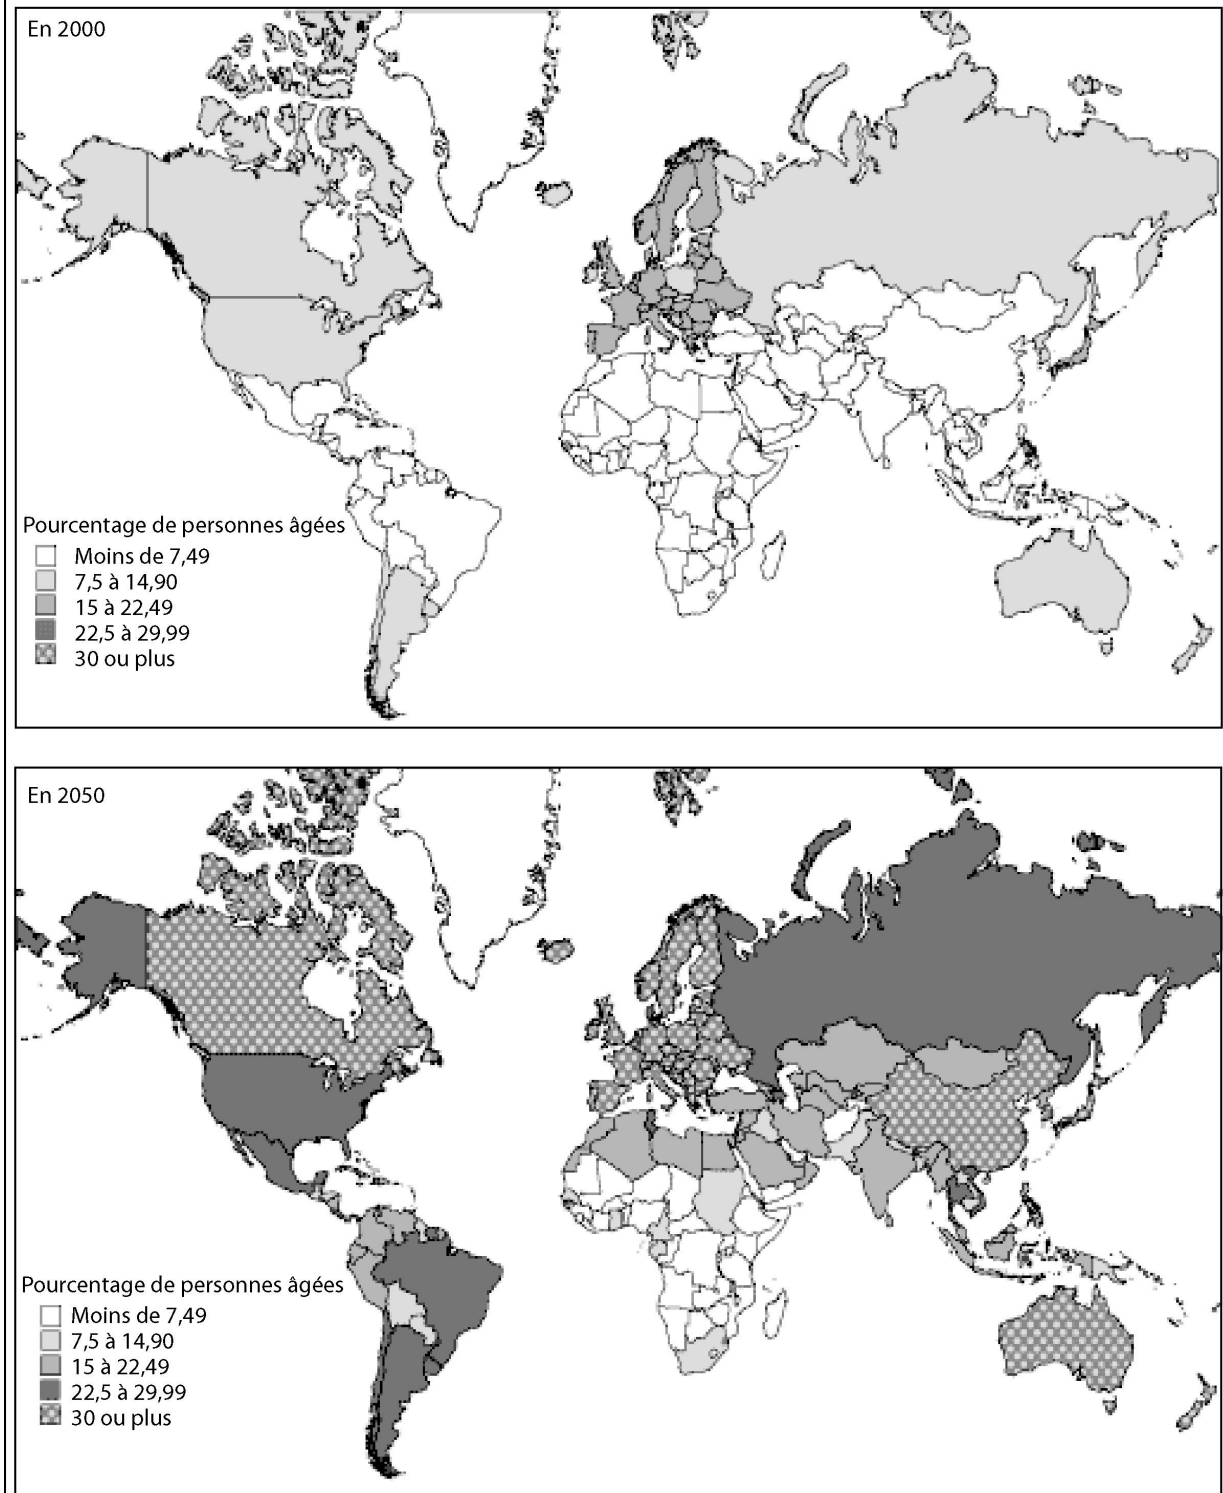 En 2000
Pourcentage de personnes âgées
Moins de 7,49
7,5 à 14,90
15 à 22,49
22,5 à 29,99
30 ou plus
En 2050
Pourcentage de personnes âgées
Moins de 7,49
7,5 à 14,90
15 à 22,49
22,5 à 29,99
30 ou plus